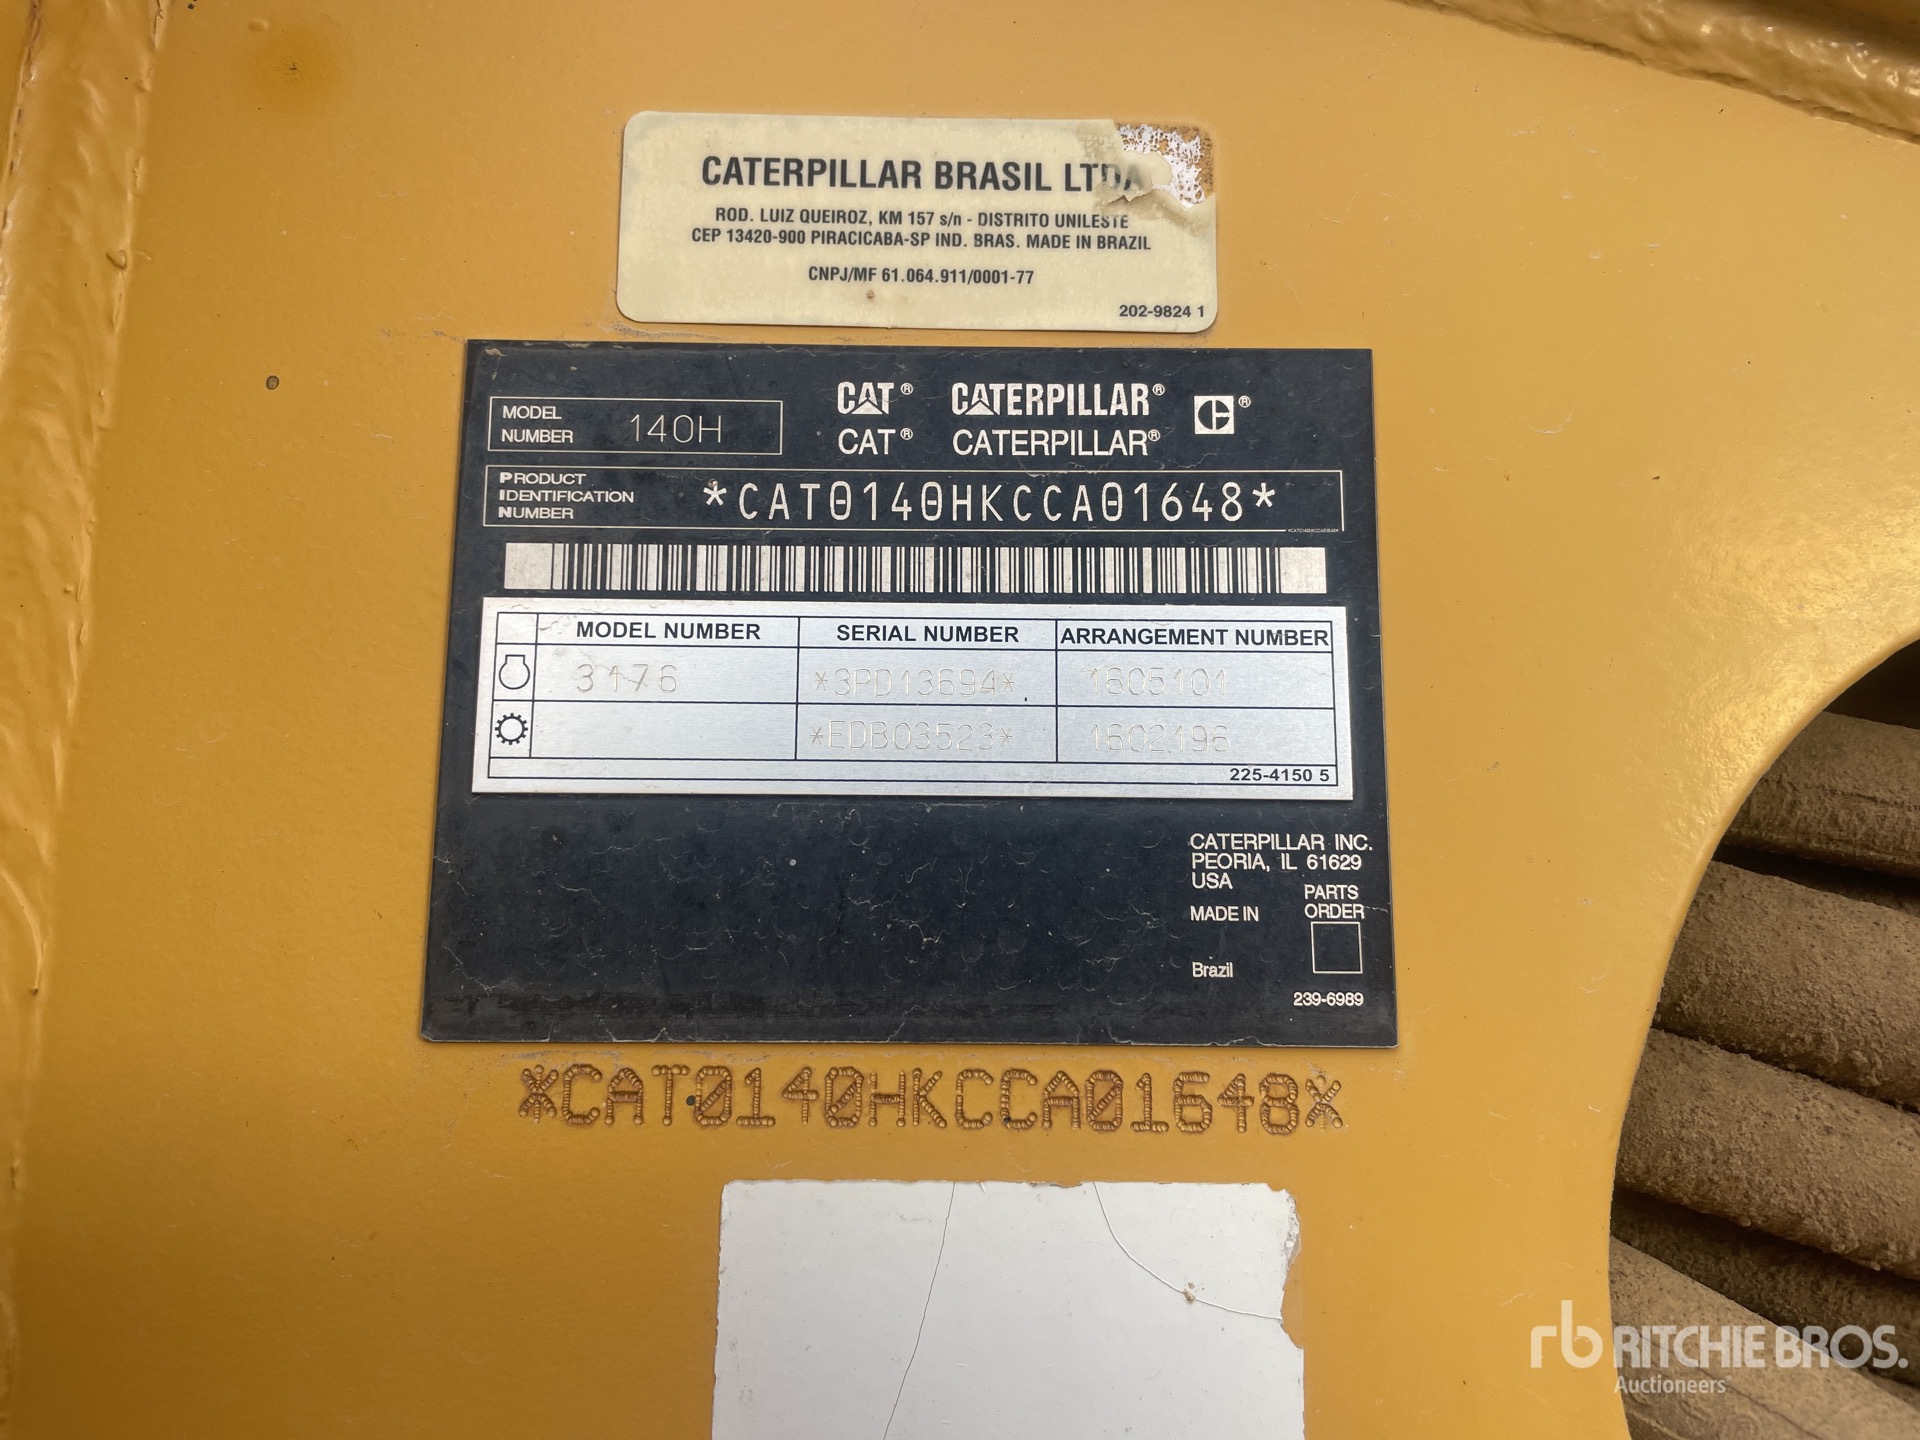 CATERPILLAR BRASIL LTDA
ROD. LUIZ QUEIROZ, KM 157 s/n - DISTRITO UNILESTE
CEP 13420-900 PIRACICABA-SP IND. BRAS. MADE IN BRAZIL
CNPJ/MF 61.064.911/0001-77
202-9824 1
MODEL NUMBER 140H
CAT® CATERPILLAR® ®
CAT® CATERPILLAR®
PRODUCT IDENTIFICATION NUMBER *CAT0140HKCCA01648*
*CAT0140HKCCA01648*
MODEL NUMBER SERIAL NUMBER ARRANGEMENT NUMBER
3176 *3PD13694* 1605101
*EDB03523* 1602196
225-4150 5
CATERPILLAR INC.
PEORIA, IL 61629
USA
MADE IN
Brazil
PARTS
ORDER
239-6989
*CAT0140HKCCA01648*
rb RITCHIE BROS.
Auctioneers